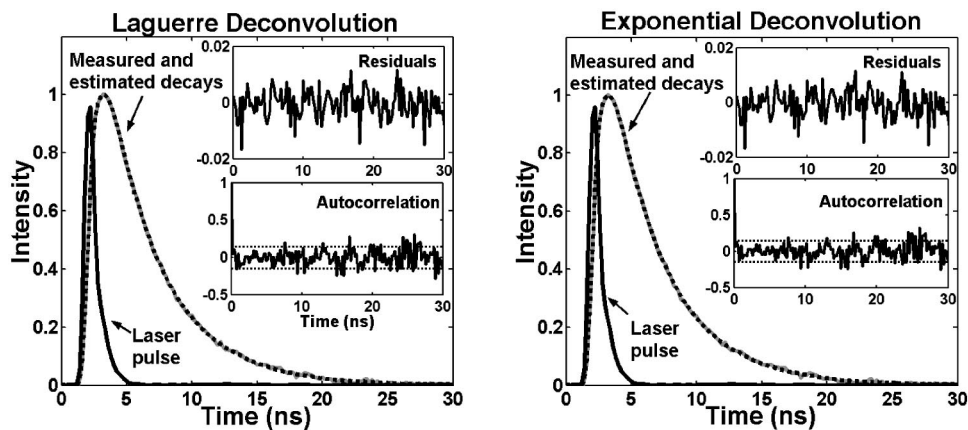 Laguerre Deconvolution
Measured and
estimated decays
0.02
Residuals
0
-0.02
0 10 20 30
1
Autocorrelation
0.5
0
-0.5
0 10 20 30
Time (ns)
Laser
pulse
Intensity
1
0.8
0.6
0.4
0.2
0
0 5 10 15 20 25 30
Time (ns)
Exponential Deconvolution
Measured and
estimated decays
0.02
Residuals
0
-0.02
0 10 20 30
1
Autocorrelation
0.5
0
-0.5
0 10 20 30
Laser
pulse
Intensity
1
0.8
0.6
0.4
0.2
0
0 5 10 15 20 25 30
Time (ns)